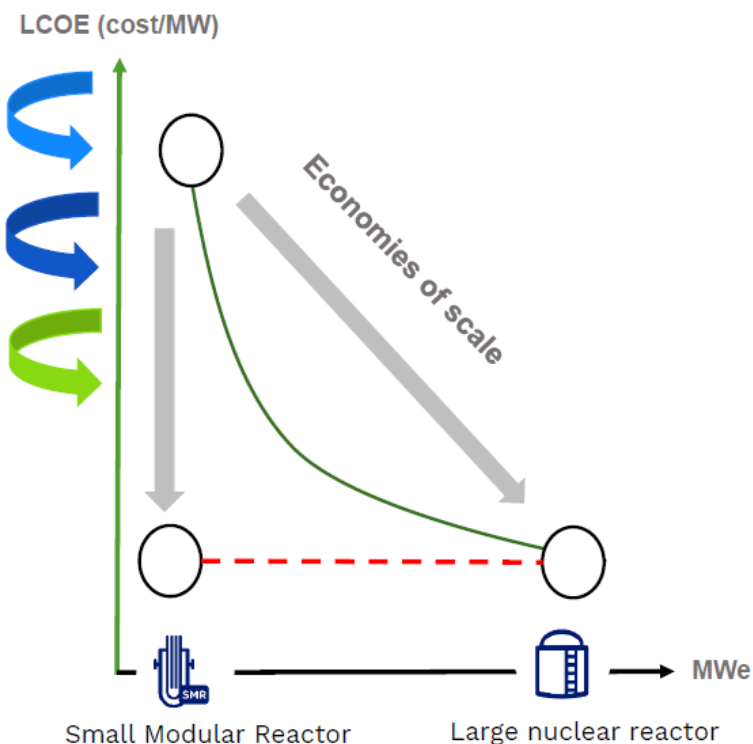 LCOE (cost/MW)
Economies of scale
MWe
SMR
Small Modular Reactor
Large nuclear reactor